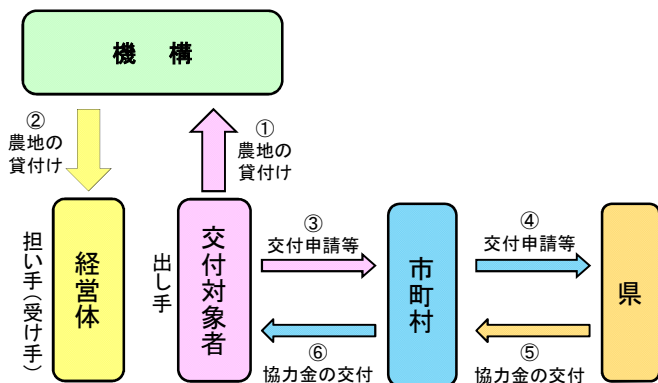 機　構
②
農地の
貸付け
①
農地の
貸付け
担い手(受け手)
経営体
出し手
交付対象者
③
交付申請等
市町村
④
交付申請等
県
⑥
協力金の交付
⑤
協力金の交付